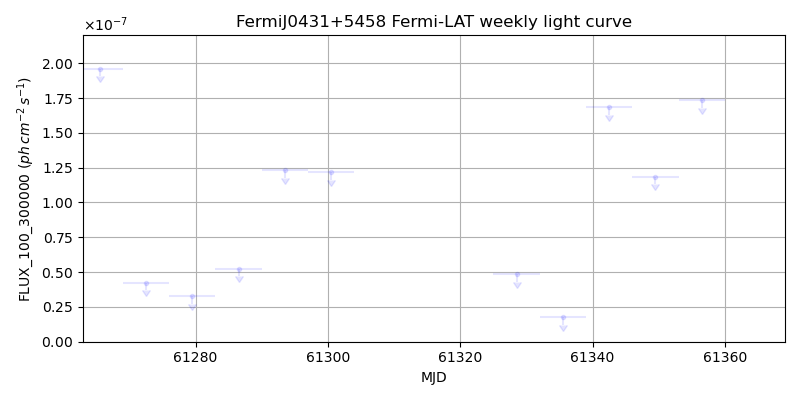 FermiJ0431+5458 Fermi-LAT weekly light curve
×10⁻⁷
2.00
1.75
1.50
1.25
1.00
0.75
0.50
0.25
0.00
FLUX_100_300000 (ph cm⁻² s⁻¹)
61280 61300 61320 61340 61360
MJD